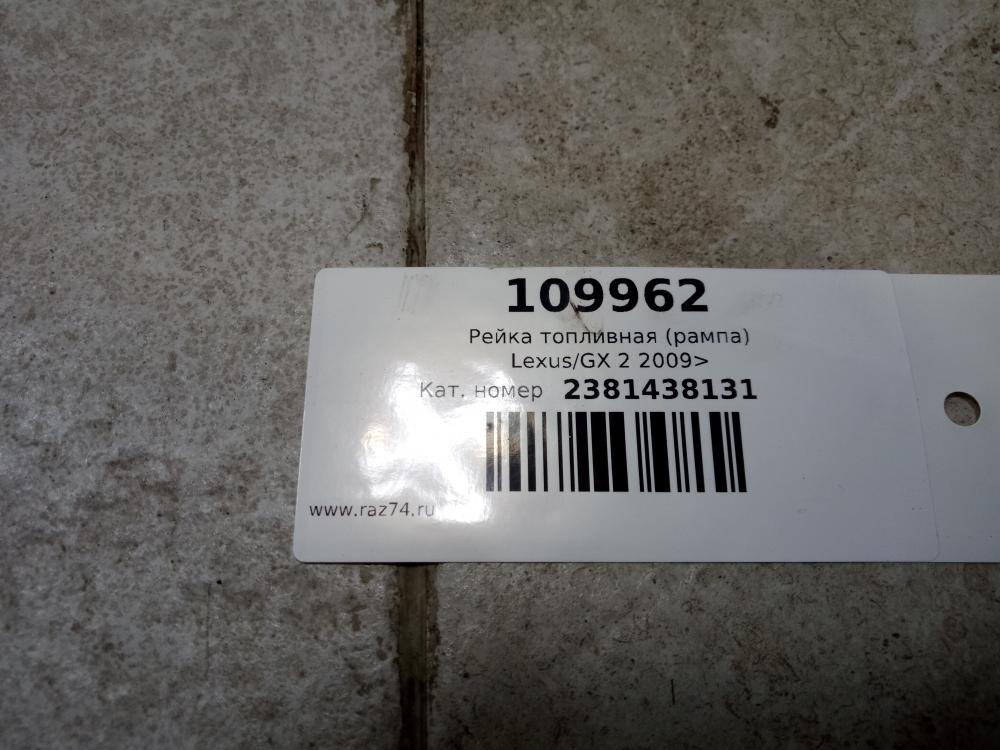 109962
Рейка топливная (рампа)
Lexus/GX 2 2009>
Кат. номер 2381438131
www.raz74.ru